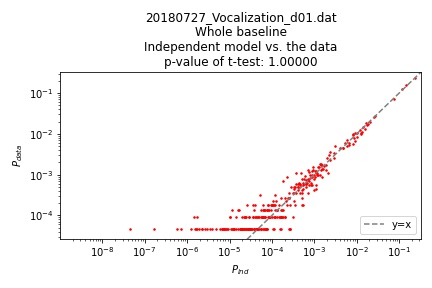 20180727_Vocalization_d01.dat
Whole baseline
Independent model vs. the data
p-value of t-test: 1.00000
P_data
10^{-1}
10^{-2}
10^{-3}
10^{-4}
y=x
10^{-8} 10^{-7} 10^{-6} 10^{-5} 10^{-4} 10^{-3} 10^{-2} 10^{-1}
P_ind